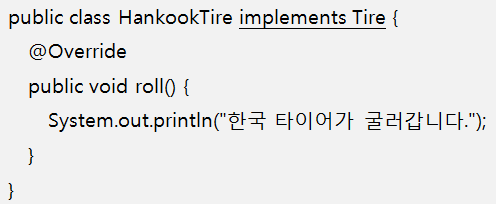 public class HankookTire implements Tire {
@Override
public void roll() {
System.out.println("한국 타이어가 굴러갑니다.");
}
}